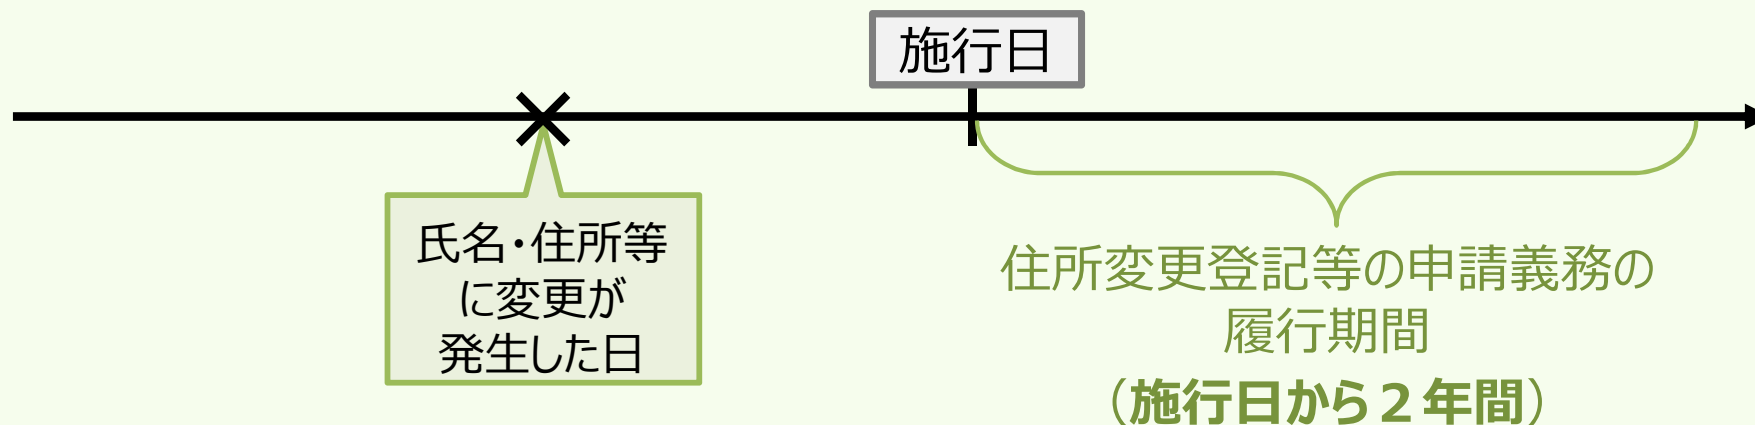 施行日
氏名・住所等
に変更が
発生した日
住所変更登記等の申請義務の
履行期間
（施行日から２年間）